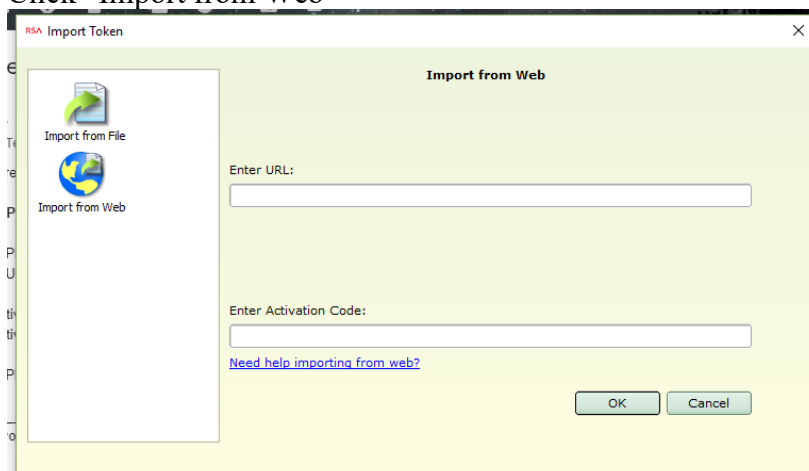 Click "Import from Web"
RSA Import Token
Import from Web
Import from File
Enter URL:
Import from Web
Enter Activation Code:
Need help importing from web?
OK Cancel